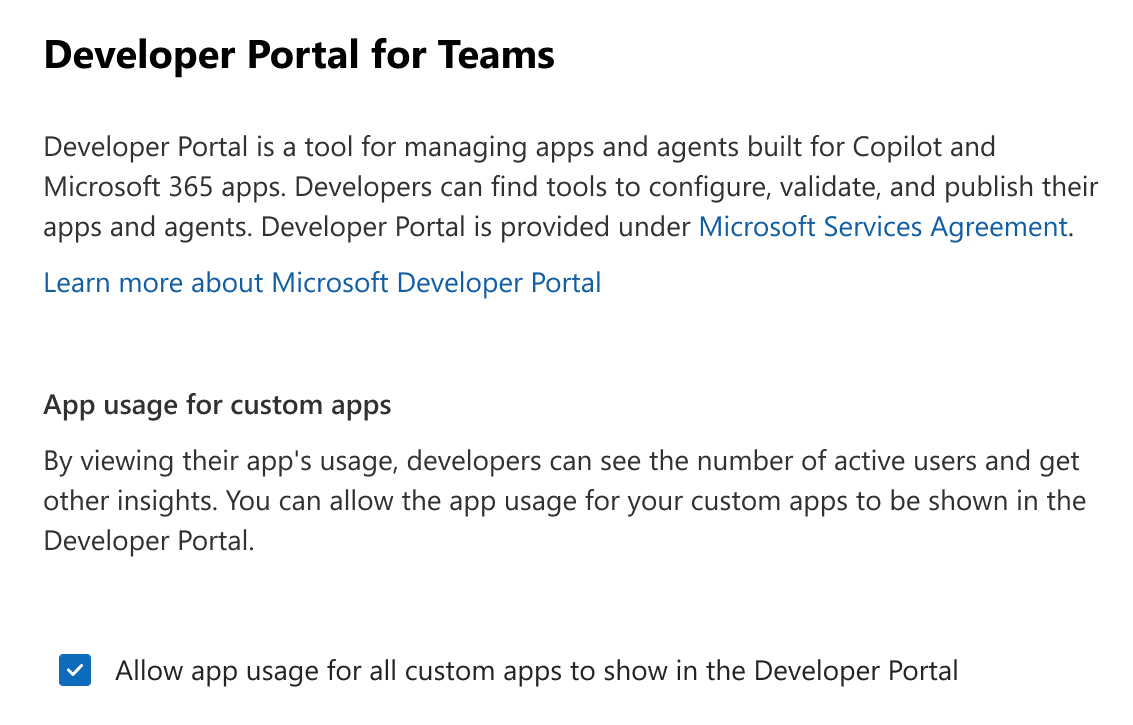 Developer Portal for Teams
Developer Portal is a tool for managing apps and agents built for Copilot and
Microsoft 365 apps. Developers can find tools to configure, validate, and publish their
apps and agents. Developer Portal is provided under Microsoft Services Agreement.
Learn more about Microsoft Developer Portal
App usage for custom apps
By viewing their app's usage, developers can see the number of active users and get
other insights. You can allow the app usage for your custom apps to be shown in the
Developer Portal.
Allow app usage for all custom apps to show in the Developer Portal